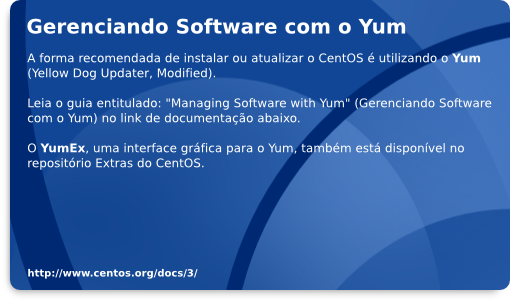 Gerenciando Software com o Yum
A forma recomendada de instalar ou atualizar o CentOS é utilizando o Yum
(Yellow Dog Updater, Modified).
Leia o guia entitulado: "Managing Software with Yum" (Gerenciando Software
com o Yum) no link de documentação abaixo.
O YumEx, uma interface gráfica para o Yum, também está disponível no
repositório Extras do CentOS.
http://www.centos.org/docs/3/